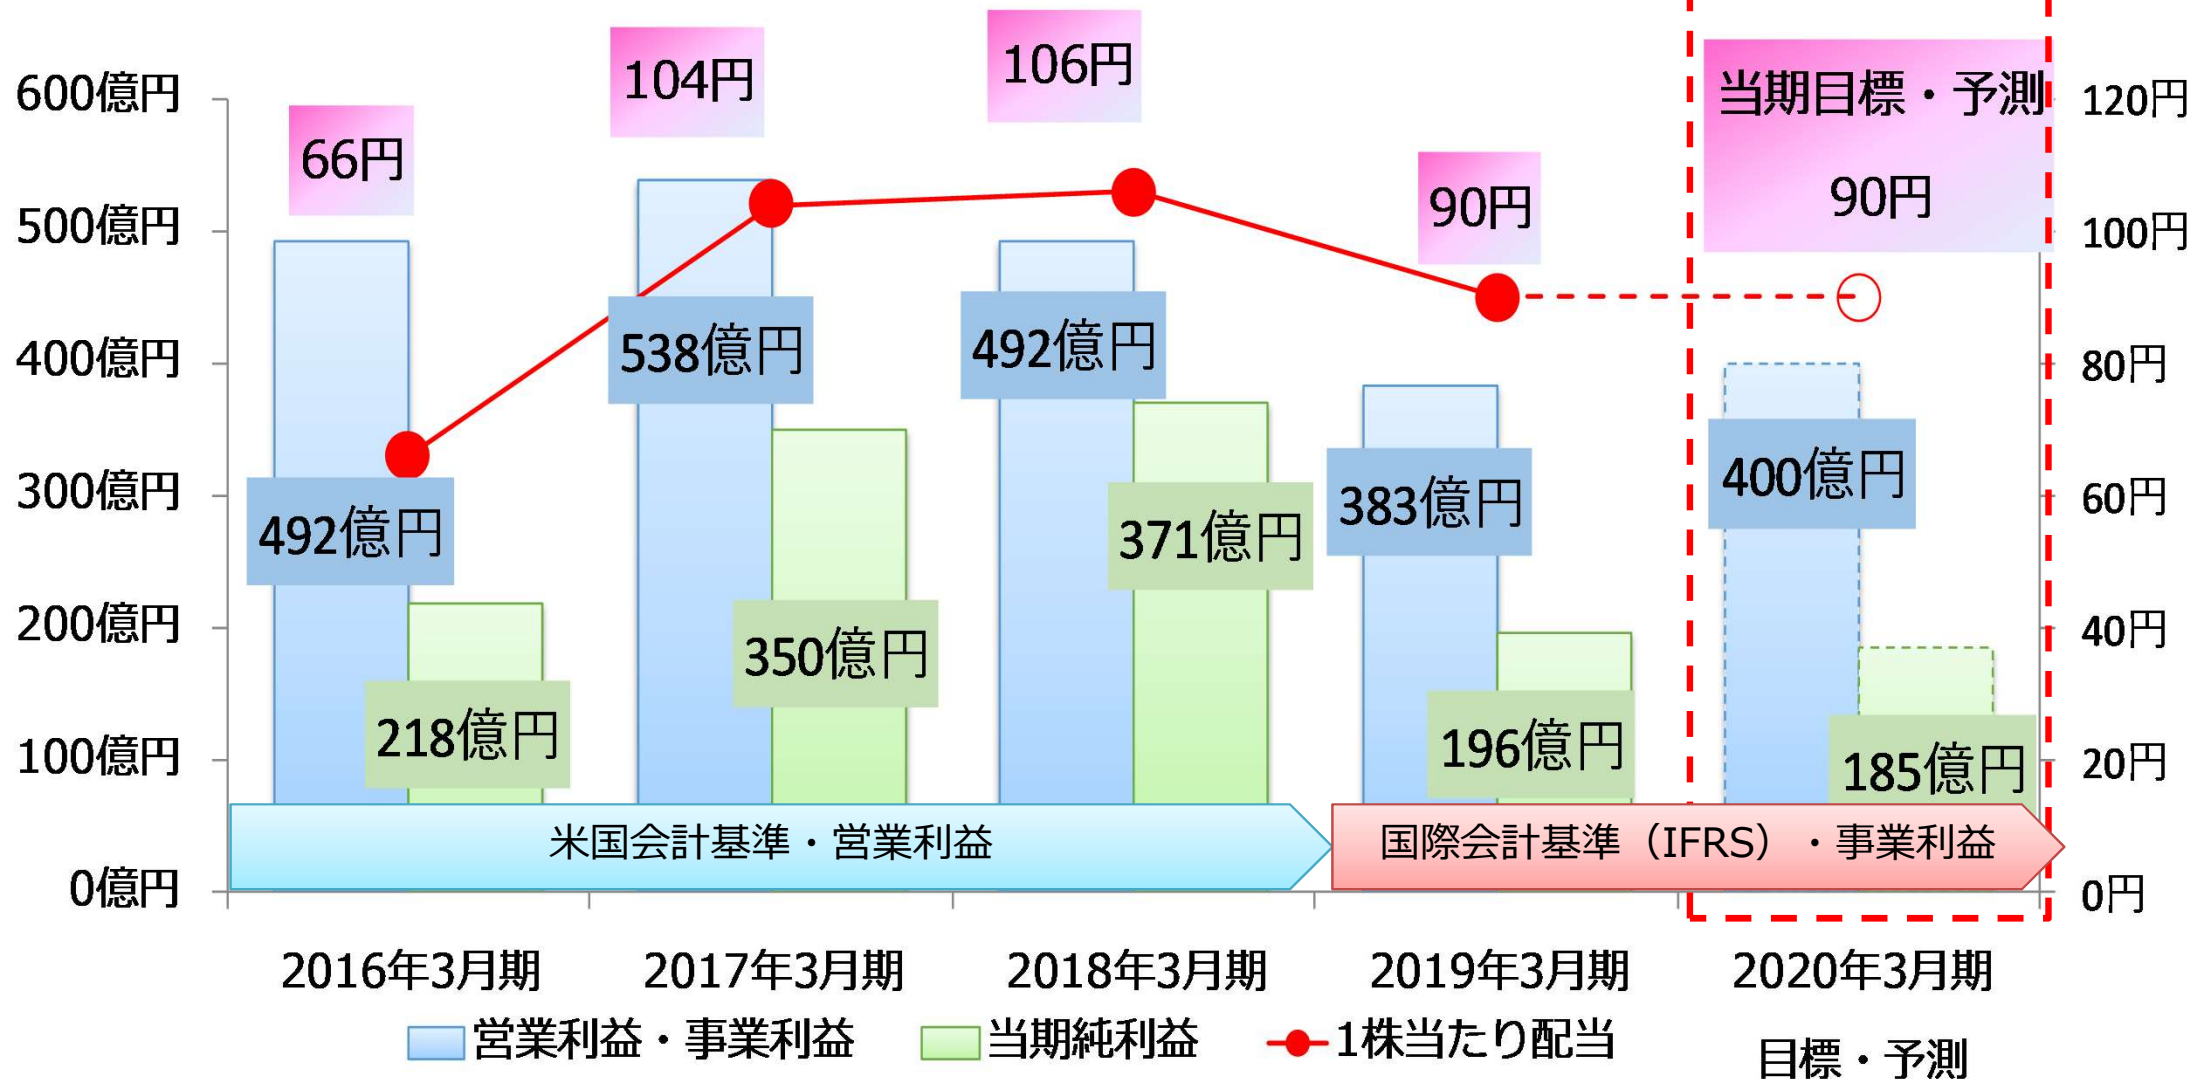 600億円
500億円
400億円
300億円
200億円
100億円
0億円
66円
104円
106円
90円
当期目標・予測
90円
120円
100円
80円
60円
40円
20円
0円
492億円
218億円
538億円
350億円
492億円
371億円
383億円
196億円
400億円
185億円
米国会計基準・営業利益
国際会計基準（IFRS）・事業利益
2016年3月期
2017年3月期
2018年3月期
2019年3月期
2020年3月期
目標・予測
営業利益・事業利益
当期純利益
1株当たり配当